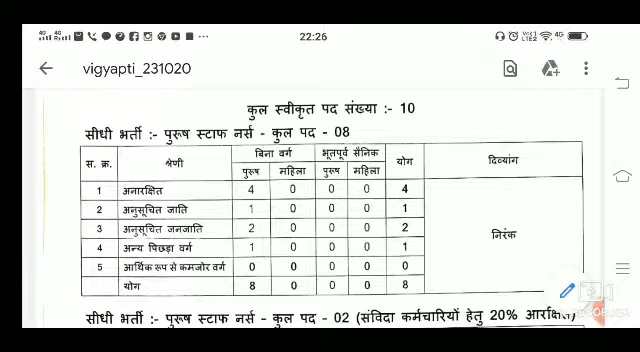 22:26
vigyapti_231020
कुल स्वीकृत पद संख्या :- 10
सीधी भर्ती :- पुरूष स्टाफ नर्स - कुल पद - 08
स. क्र. श्रेणी बिना वर्ग भूतपूर्व सैनिक योग दिव्यांग
पुरूष महिला पुरूष महिला
1 अनारक्षित 4 0 0 0 4
2 अनुसूचित जाति 1 0 0 0 1
3 अनुसूचित जनजाति 2 0 0 0 2
निरंक
4 अन्य पिछड़ा वर्ग 1 0 0 0 1
5 आर्थिक रूप से कमजोर वर्ग 0 0 0 0 0
योग 8 0 0 0 8
सीधी भर्ती :- पुरूष स्टाफ नर्स - कुल पद - 02 (संविदा कर्मचारियों हेतु 20% आरक्षित)